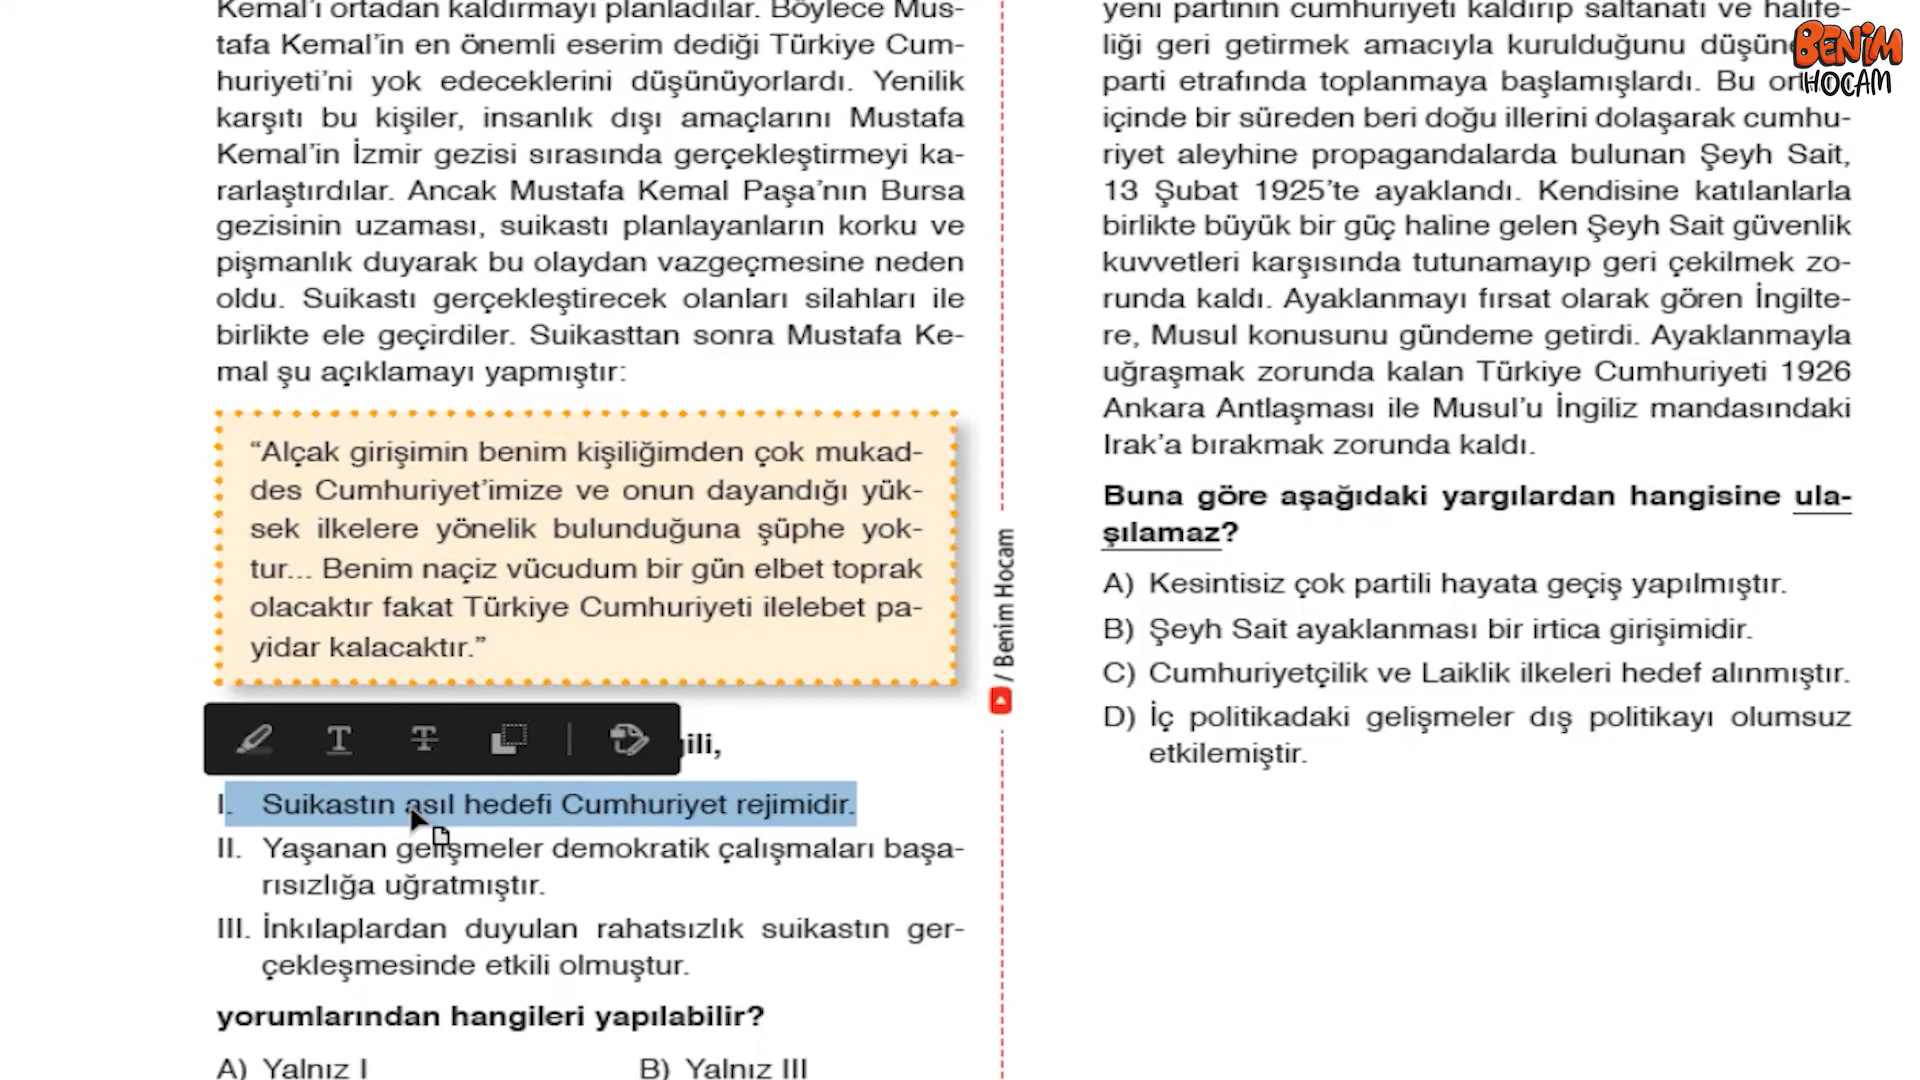 Kemal'i ortadan kaldırmayı planladılar. Böylece Mus-
tafa Kemal'in en önemli eserim dediği Türkiye Cum-
huriyeti'ni yok edeceklerini düşünüyorlardı. Yenilik
karşıtı bu kişiler, insanlık dışı amaçlarını Mustafa
Kemal'in İzmir gezisi sırasında gerçekleştirmeyi ka-
rarlaştırdılar. Ancak Mustafa Kemal Paşa'nın Bursa
gezisinin uzaması, suikastı planlayanların korku ve
pişmanlık duyarak bu olaydan vazgeçmesine neden
oldu. Suikastı gerçekleştirecek olanları silahları ile
birlikte ele geçirdiler. Suikasttan sonra Mustafa Ke-
mal şu açıklamayı yapmıştır:
“Alçak girişimin benim kişiliğimden çok mukad-
des Cumhuriyet'imize ve onun dayandığı yük-
sek ilkelere yönelik bulunduğuna şüphe yok-
tur... Benim naçiz vücudum bir gün elbet toprak
olacaktır fakat Türkiye Cumhuriyeti ilelebet pa-
yidar kalacaktır.”
gili,
I. Suikastın asıl hedefi Cumhuriyet rejimidir.
II. Yaşanan gelişmeler demokratik çalışmaları başa-
rısızlığa uğratmıştır.
III. İnkılaplardan duyulan rahatsızlık suikastın ger-
çekleşmesinde etkili olmuştur.
yorumlarından hangileri yapılabilir?
A) Yalnız I B) Yalnız III
/ Benim Hocam
yeni partinin cumhuriyeti kaldırıp saltanatı ve halife-
liği geri getirmek amacıyla kurulduğunu düşün
parti etrafında toplanmaya başlamışlardı. Bu or
içinde bir süreden beri doğu illerini dolaşarak cumhu-
riyet aleyhine propagandalarda bulunan Şeyh Sait,
13 Şubat 1925'te ayaklandı. Kendisine katılanlarla
birlikte büyük bir güç haline gelen Şeyh Sait güvenlik
kuvvetleri karşısında tutunamayıp geri çekilmek zo-
runda kaldı. Ayaklanmayı fırsat olarak gören İngilte-
re, Musul konusunu gündeme getirdi. Ayaklanmayla
uğraşmak zorunda kalan Türkiye Cumhuriyeti 1926
Ankara Antlaşması ile Musul'u İngiliz mandasındaki
Irak'a bırakmak zorunda kaldı.
Buna göre aşağıdaki yargılardan hangisine ula-
şılamaz?
A) Kesintisiz çok partili hayata geçiş yapılmıştır.
B) Şeyh Sait ayaklanması bir irtica girişimidir.
C) Cumhuriyetçilik ve Laiklik ilkeleri hedef alınmıştır.
D) İç politikadaki gelişmeler dış politikayı olumsuz
etkilemiştir.
BENİM
HOCAM